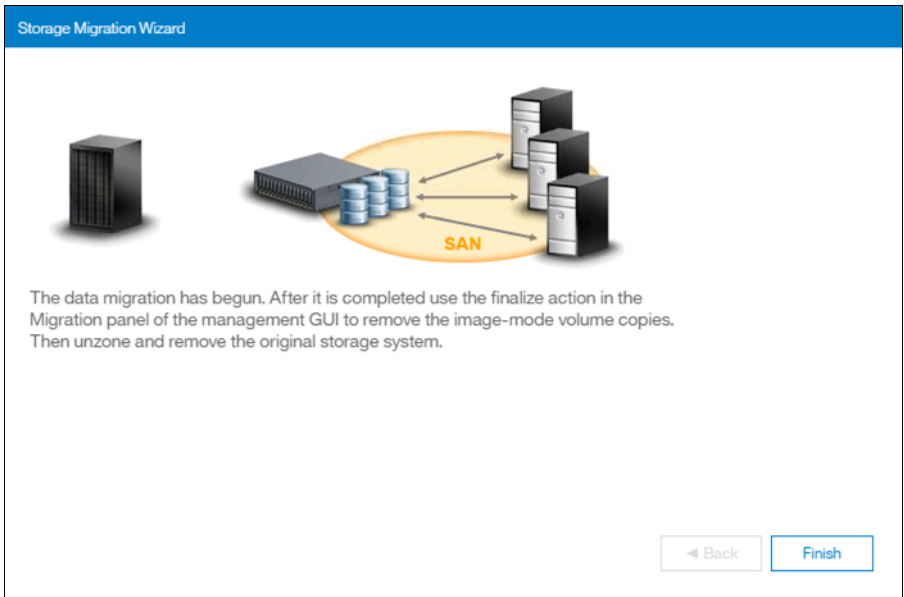 Storage Migration Wizard
SAN
The data migration has begun. After it is completed use the finalize action in the
Migration panel of the management GUI to remove the image-mode volume copies.
Then unzone and remove the original storage system.
◄ Back
Finish